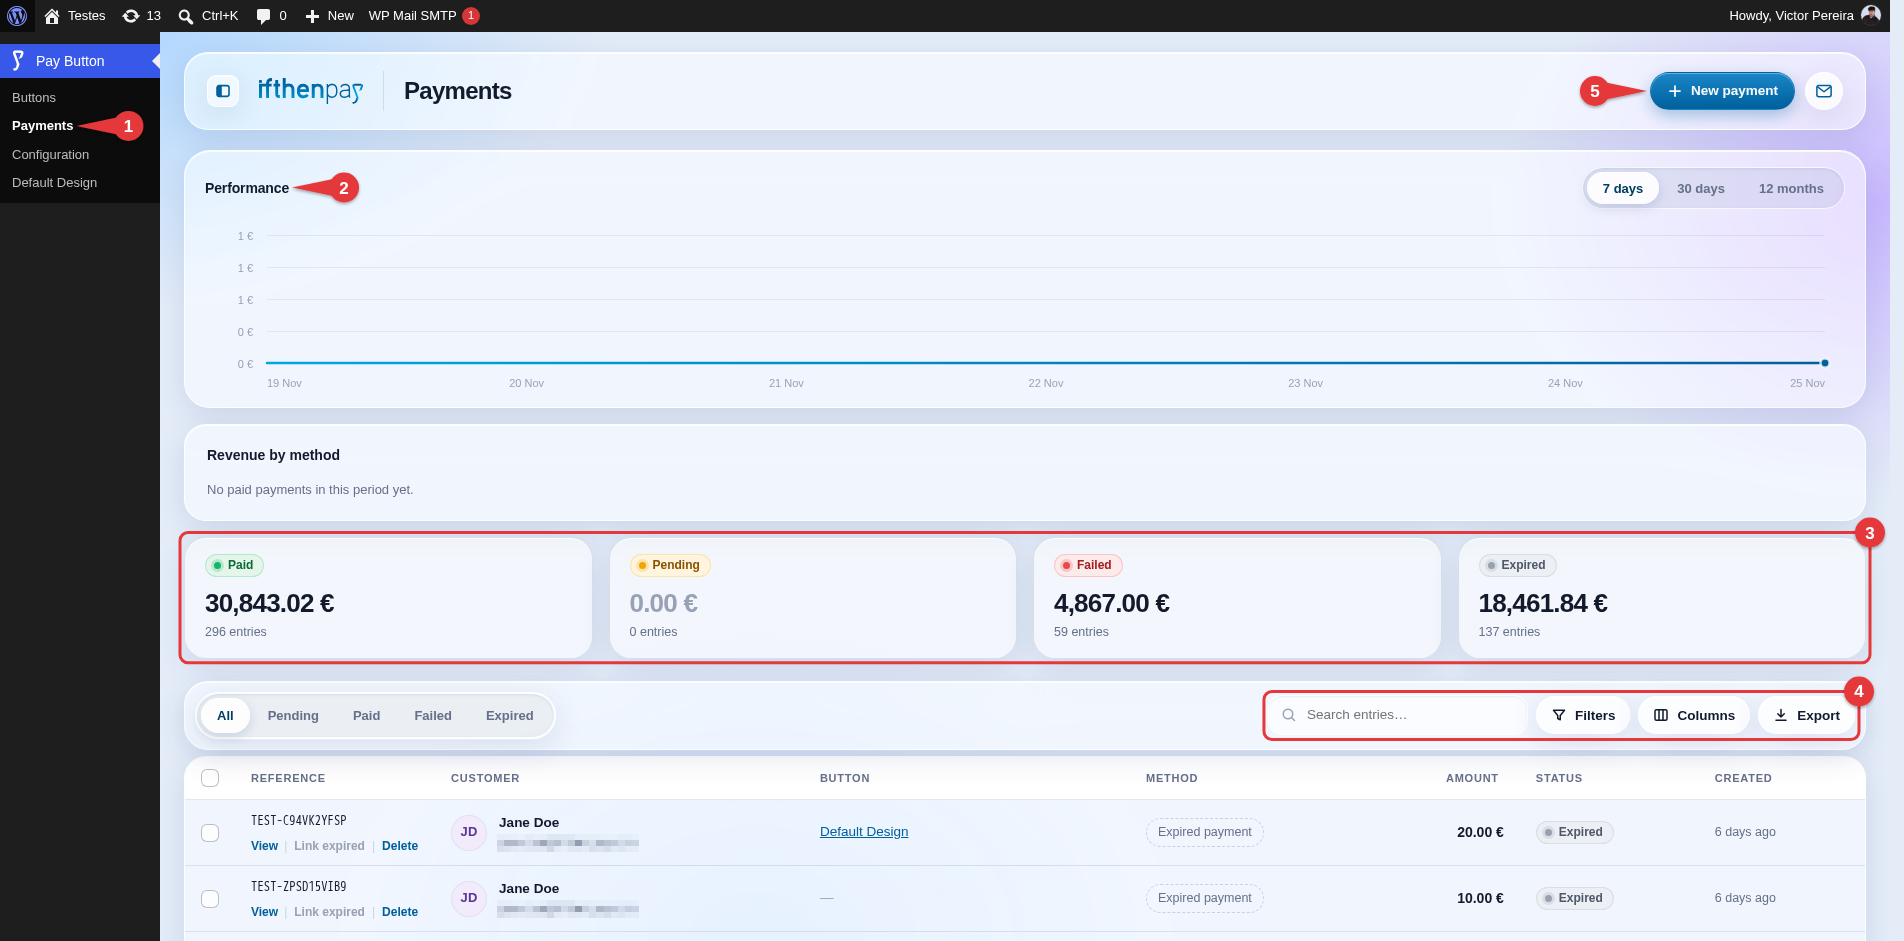 Testes 13 Ctrl+K 0 New WP Mail SMTP 1 Howdy, Victor Pereira
Pay Button
Buttons
Payments 1
Configuration
Default Design
ifthenpay Payments 5 New payment
Performance 2 7 days 30 days 12 months
1 €
1 €
1 €
0 €
0 €
19 Nov 20 Nov 21 Nov 22 Nov 23 Nov 24 Nov 25 Nov
Revenue by method
No paid payments in this period yet.
3
Paid Pending Failed Expired
30,843.02 € 0.00 € 4,867.00 € 18,461.84 €
296 entries 0 entries 59 entries 137 entries
4
All Pending Paid Failed Expired Search entries… Filters Columns Export
REFERENCE CUSTOMER BUTTON METHOD AMOUNT STATUS CREATED
TEST-C94VK2YFSP JD Jane Doe Default Design Expired payment 20.00 € Expired 6 days ago
View | Link expired | Delete
TEST-ZPSD15VIB9 JD Jane Doe — Expired payment 10.00 € Expired 6 days ago
View | Link expired | Delete